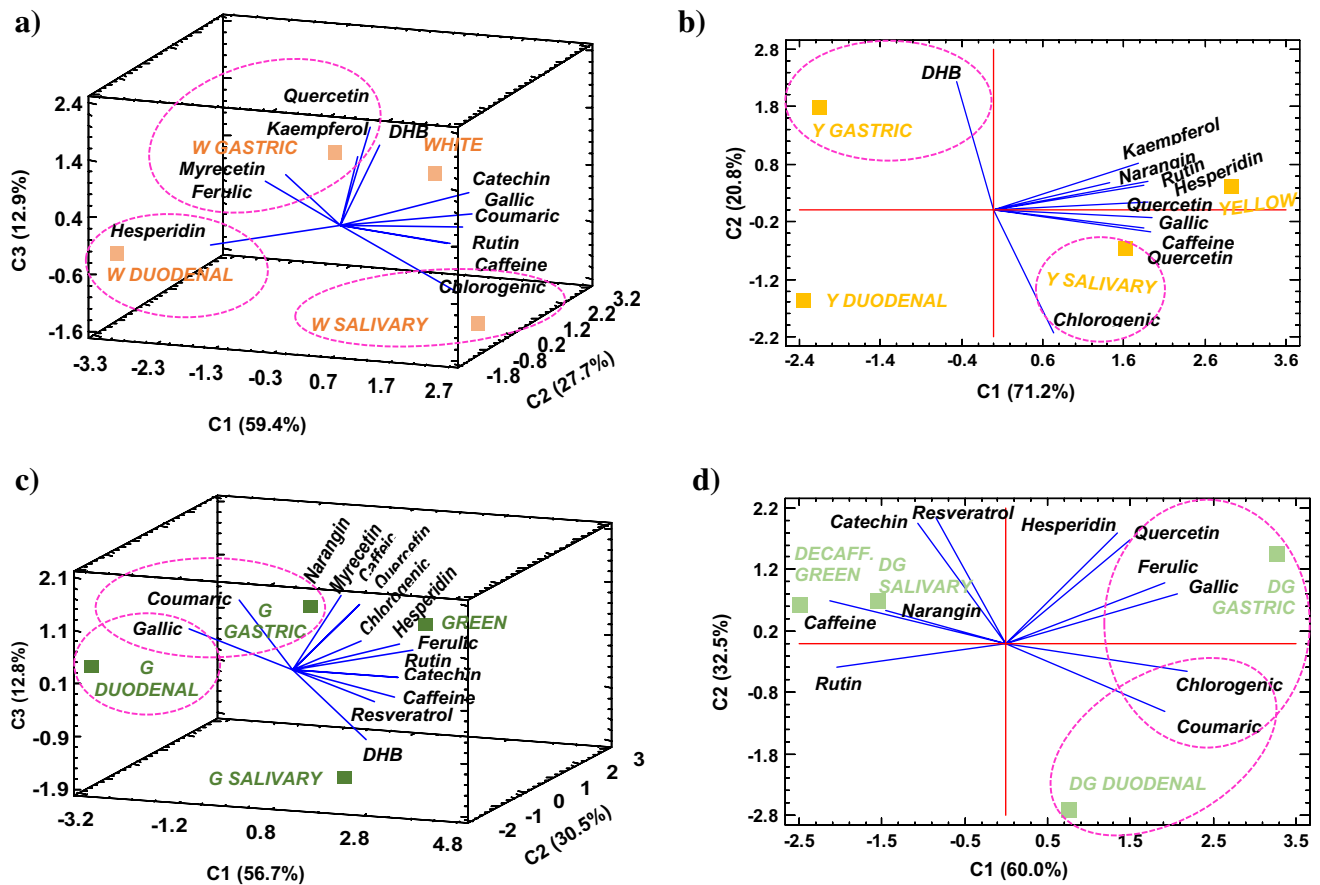 a)
Quercetin
Kaempferol
DHB
W GASTRIC
WHITE
Myrecetin
Ferulic
Catechin
Gallic
Coumaric
Hesperidin
Rutin
W DUODENAL
Caffeine
Chlorogenic
W SALIVARY
C3 (12.9%)
2.4
1.4
0.4
-0.6
-1.6
-3.3
-2.3
-1.3
-0.3
0.7
1.7
2.7
C1 (59.4%)
-1.8
-0.8
0.2
1.2
2.2
3.2
C2 (27.7%)
b)
DHB
Y GASTRIC
Kaempferol
Narangin
Rutin
Hesperidin
Quercetin
YELLOW
Gallic
Caffeine
Quercetin
Y SALIVARY
Y DUODENAL
Chlorogenic
C2 (20.8%)
2.8
1.8
0.8
-0.2
-1.2
-2.2
-2.4
-1.4
-0.4
0.6
1.6
2.6
3.6
C1 (71.2%)
c)
Narangin
Myrecetin
Quercetin
Chlorogenic
Hesperidin
Coumaric
G
GASTRIC
GREEN
Gallic
Ferulic
Rutin
G
DUODENAL
Catechin
Caffeine
Resveratrol
DHB
G SALIVARY
C3 (12.8%)
2.1
1.1
0.1
-0.9
-1.9
-3.2
-1.2
0.8
2.8
4.8
C1 (56.7%)
-2
-1
0
1
2
3
C2 (30.5%)
d)
Catechin
Resveratrol
Hesperidin
Quercetin
DECAFF.
GREEN
DG
SALIVARY
Ferulic
Gallic
DG
GASTRIC
Narangin
Caffeine
Rutin
Chlorogenic
Coumaric
DG DUODENAL
C2 (32.5%)
2.2
1.2
0.2
-0.8
-1.8
-2.8
-2.5
-1.5
-0.5
0.5
1.5
2.5
3.5
C1 (60.0%)